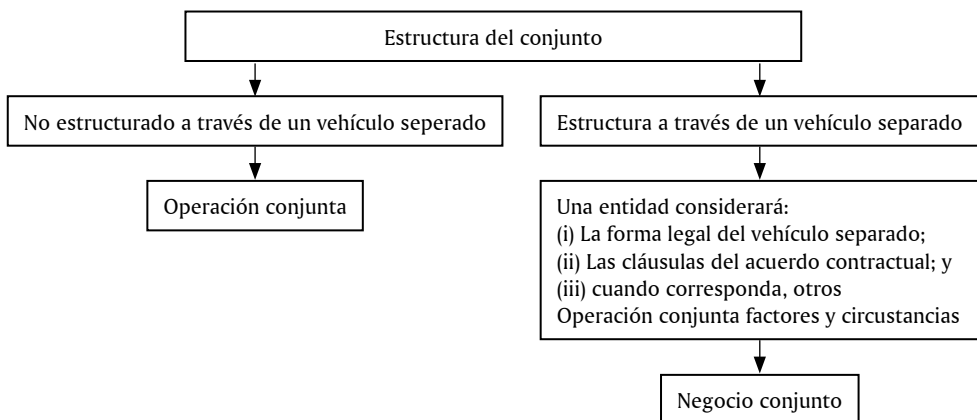 Estructura del conjunto
No estructurado a través de un vehículo seperado
Estructura a través de un vehículo separado
Operación conjunta
Una entidad considerará:
(i) La forma legal del vehículo separado;
(ii) Las cláusulas del acuerdo contractual; y
(iii) cuando corresponda, otros
Operación conjunta factores y circustancias
Negocio conjunto